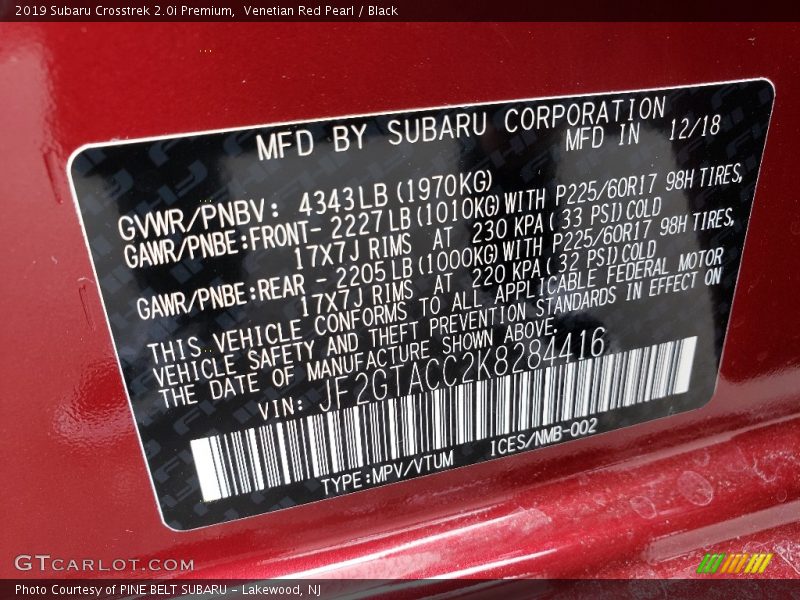 2019 Subaru Crosstrek 2.0i Premium,  Venetian Red Pearl / Black
MFD BY SUBARU CORPORATION
MFD IN 12/18
GVWR/PNBV: 4343LB (1970KG)
GAWR/PNBE:FRONT- 2227LB (1010KG)WITH P225/60R17 98H TIRES,
17X7J RIMS AT 230 KPA( 33 PSI)COLD
GAWR/PNBE:REAR - 2205LB (1000KG)WITH P225/60R17 98H TIRES,
17X7J RIMS AT 220 KPA( 32 PSI)COLD
THIS VEHICLE CONFORMS TO ALL APPLICABLE FEDERAL MOTOR
VEHICLE SAFETY AND THEFT PREVENTION STANDARDS IN EFFECT ON
THE DATE OF MANUFACTURE SHOWN ABOVE.
VIN: JF2GTACC2K8284416
TYPE:MPV/VTUM 1CES/NMB-002
GTCARLOT.COM
Photo Courtesy of PINE BELT SUBARU - Lakewood, NJ